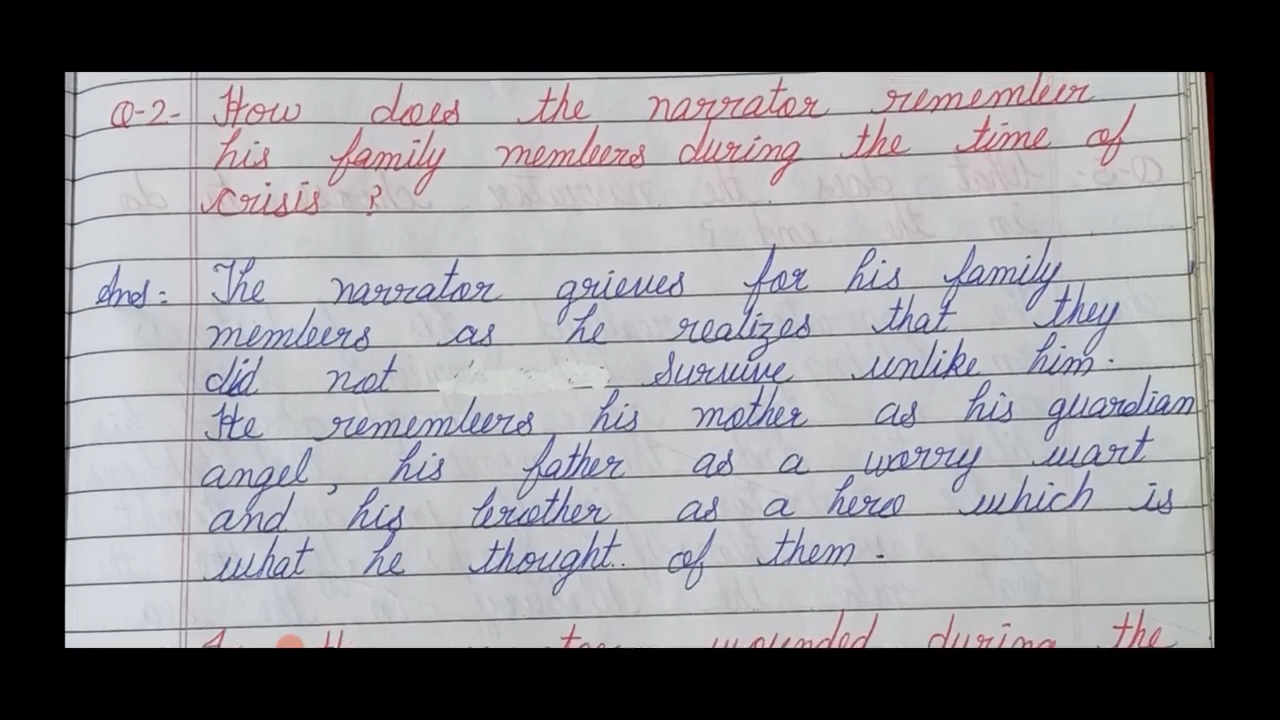 Q-2- How does the narrator remember
his family members during the time of
crisis ?
Ans: The narrator grieves for his family
members as he realizes that they
did not survive unlike him.
He remembers his mother as his guardian
angel, his father as a worry wart
and his brother as a hero which is
what he thought.. of them.
wounded during the